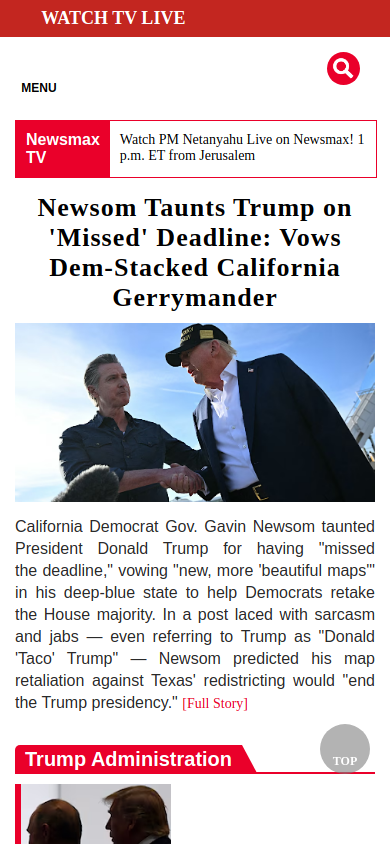 WATCH TV LIVE
MENU
Newsmax
TV
Watch PM Netanyahu Live on Newsmax! 1
p.m. ET from Jerusalem
Newsom Taunts Trump on
'Missed' Deadline: Vows
Dem-Stacked California
Gerrymander
California Democrat Gov. Gavin Newsom taunted
President Donald Trump for having "missed
the deadline," vowing "new, more 'beautiful maps'"
in his deep-blue state to help Democrats retake
the House majority. In a post laced with sarcasm
and jabs — even referring to Trump as "Donald
'Taco' Trump" — Newsom predicted his map
retaliation against Texas' redistricting would "end
the Trump presidency." [Full Story]
TOP
Trump Administration